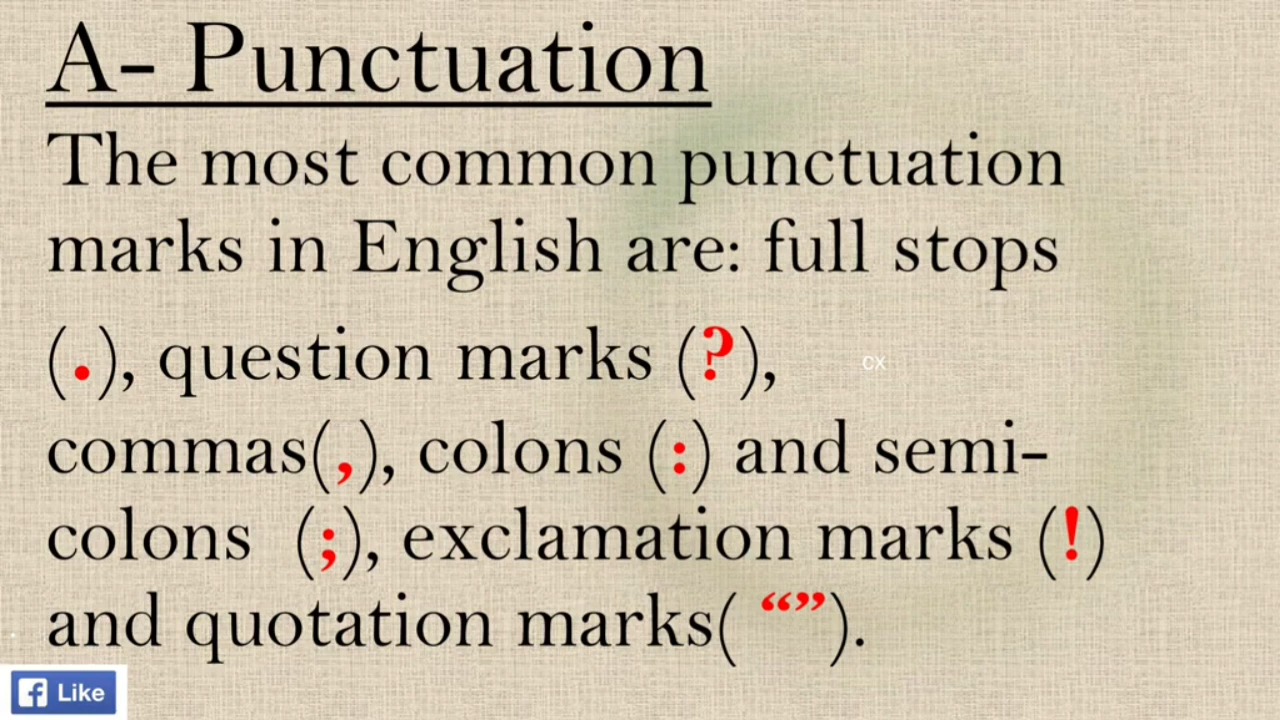 A- Punctuation
The most common punctuation
marks in English are: full stops
(.), question marks (?),
cx
commas(,), colons (:) and semi-
colons  (;), exclamation marks (!)
and quotation marks( “”).
f Like